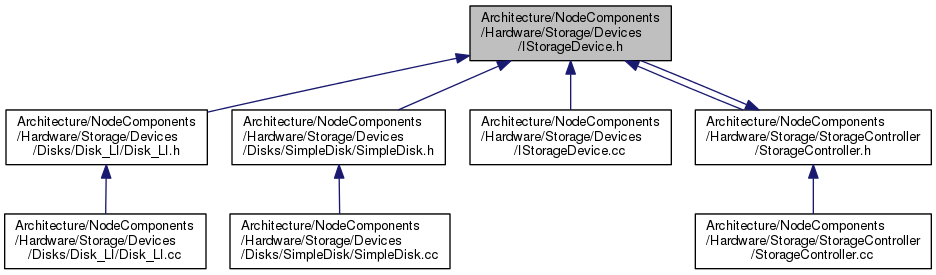 Architecture/NodeComponents
/Hardware/Storage/Devices
/IStorageDevice.h
Architecture/NodeComponents
/Hardware/Storage/Devices
/Disks/Disk_LI/Disk_LI.h
Architecture/NodeComponents
/Hardware/Storage/Devices
/Disks/SimpleDisk/SimpleDisk.h
Architecture/NodeComponents
/Hardware/Storage/Devices
/IStorageDevice.cc
Architecture/NodeComponents
/Hardware/Storage/StorageController
/StorageController.h
Architecture/NodeComponents
/Hardware/Storage/Devices
/Disks/Disk_LI/Disk_LI.cc
Architecture/NodeComponents
/Hardware/Storage/Devices
/Disks/SimpleDisk/SimpleDisk.cc
Architecture/NodeComponents
/Hardware/Storage/StorageController
/StorageController.cc